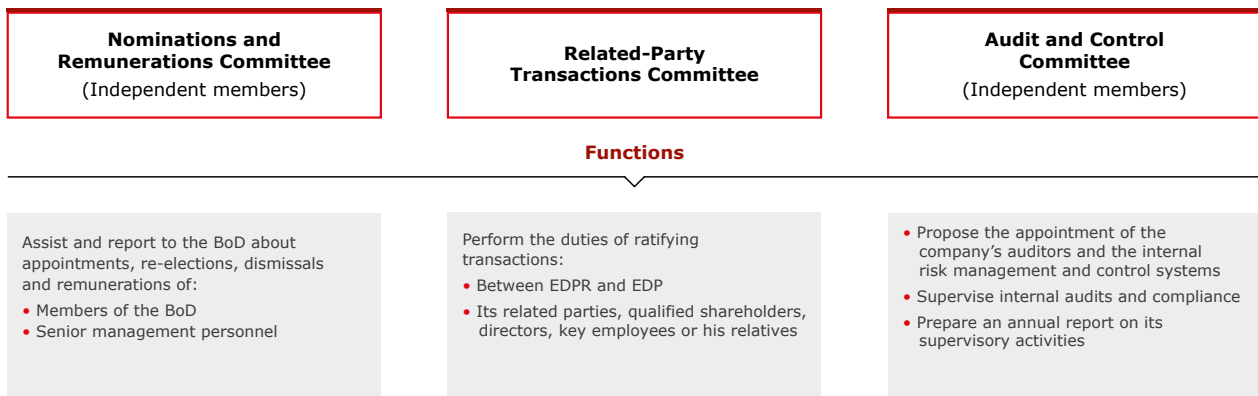 Nominations and
Remunerations Committee
(Independent members)
Related-Party
Transactions Committee
Audit and Control
Committee
(Independent members)
Functions
Assist and report to the BoD about
appointments, re-elections, dismissals
and remunerations of:
• Members of the BoD
• Senior management personnel
Perform the duties of ratifying
transactions:
• Between EDPR and EDP
• Its related parties, qualified shareholders,
directors, key employees or his relatives
• Propose the appointment of the
company’s auditors and the internal
risk management and control systems
• Supervise internal audits and compliance
• Prepare an annual report on its
supervisory activities